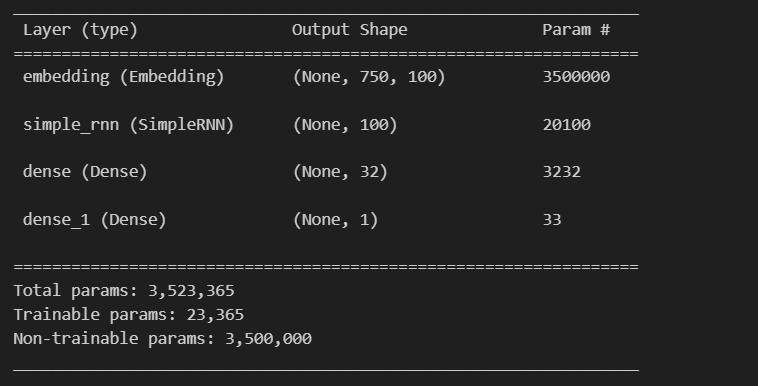 Layer (type) Output Shape Param #
=================================================================
embedding (Embedding) (None, 750, 100) 3500000
simple_rnn (SimpleRNN) (None, 100) 20100
dense (Dense) (None, 32) 3232
dense_1 (Dense) (None, 1) 33
=================================================================
Total params: 3,523,365
Trainable params: 23,365
Non-trainable params: 3,500,000